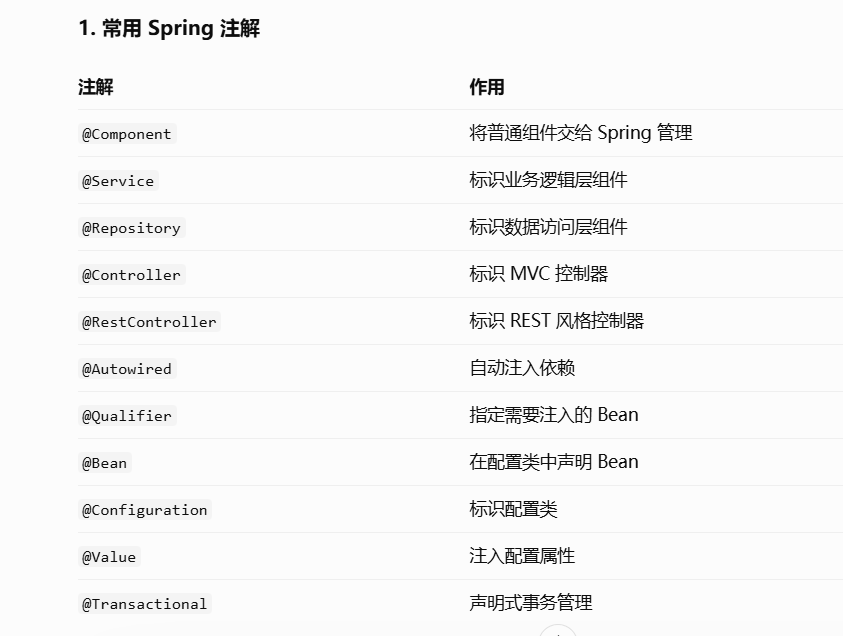 1. 常用 Spring 注解
注解 作用
@Component 将普通组件交给 Spring 管理
@Service 标识业务逻辑层组件
@Repository 标识数据访问层组件
@Controller 标识 MVC 控制器
@RestController 标识 REST 风格控制器
@Autowired 自动注入依赖
@Qualifier 指定需要注入的 Bean
@Bean 在配置类中声明 Bean
@Configuration 标识配置类
@Value 注入配置属性
@Transactional 声明式事务管理